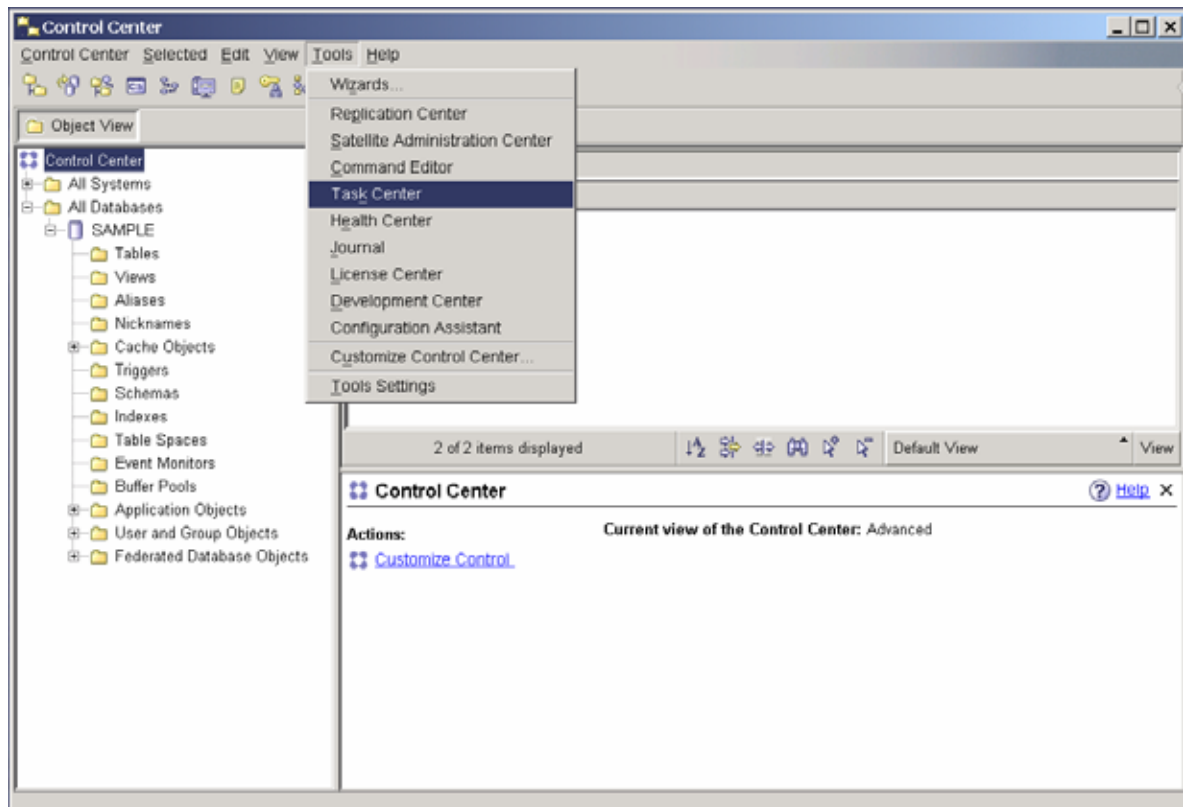 Control Center
Control Center Selected Edit View Tools Help
Wizards...
Replication Center
Satellite Administration Center
Command Editor
Task Center
Health Center
Journal
License Center
Development Center
Configuration Assistant
Customize Control Center...
Tools Settings
Object View
Control Center
All Systems
All Databases
SAMPLE
Tables
Views
Aliases
Nicknames
Cache Objects
Triggers
Schemas
Indexes
Table Spaces
Event Monitors
Buffer Pools
Application Objects
User and Group Objects
Federated Database Objects
2 of 2 items displayed Default View View
Control Center Help
Actions: Current view of the Control Center: Advanced
Customize Control